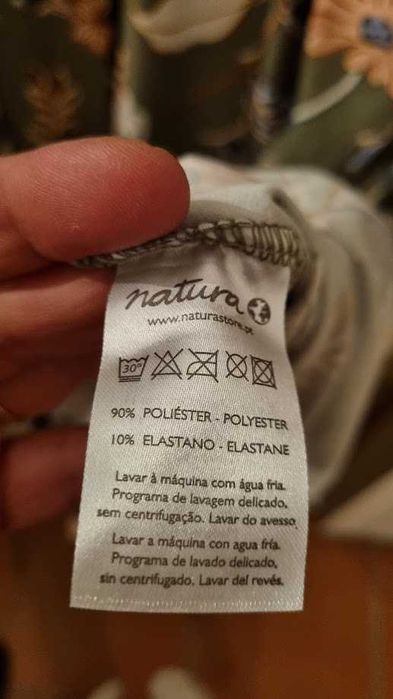 natura
www.naturastore.pt
30°
90% POLIÉSTER - POLYESTER
10% ELASTANO - ELASTANE
Lavar à máquina com água fria.
Programa de lavagem delicado,
sem centrifugação. Lavar do avesso.
Lavar a máquina con agua fría.
Programa de lavado delicado,
sin centrifugado. Lavar del revés.